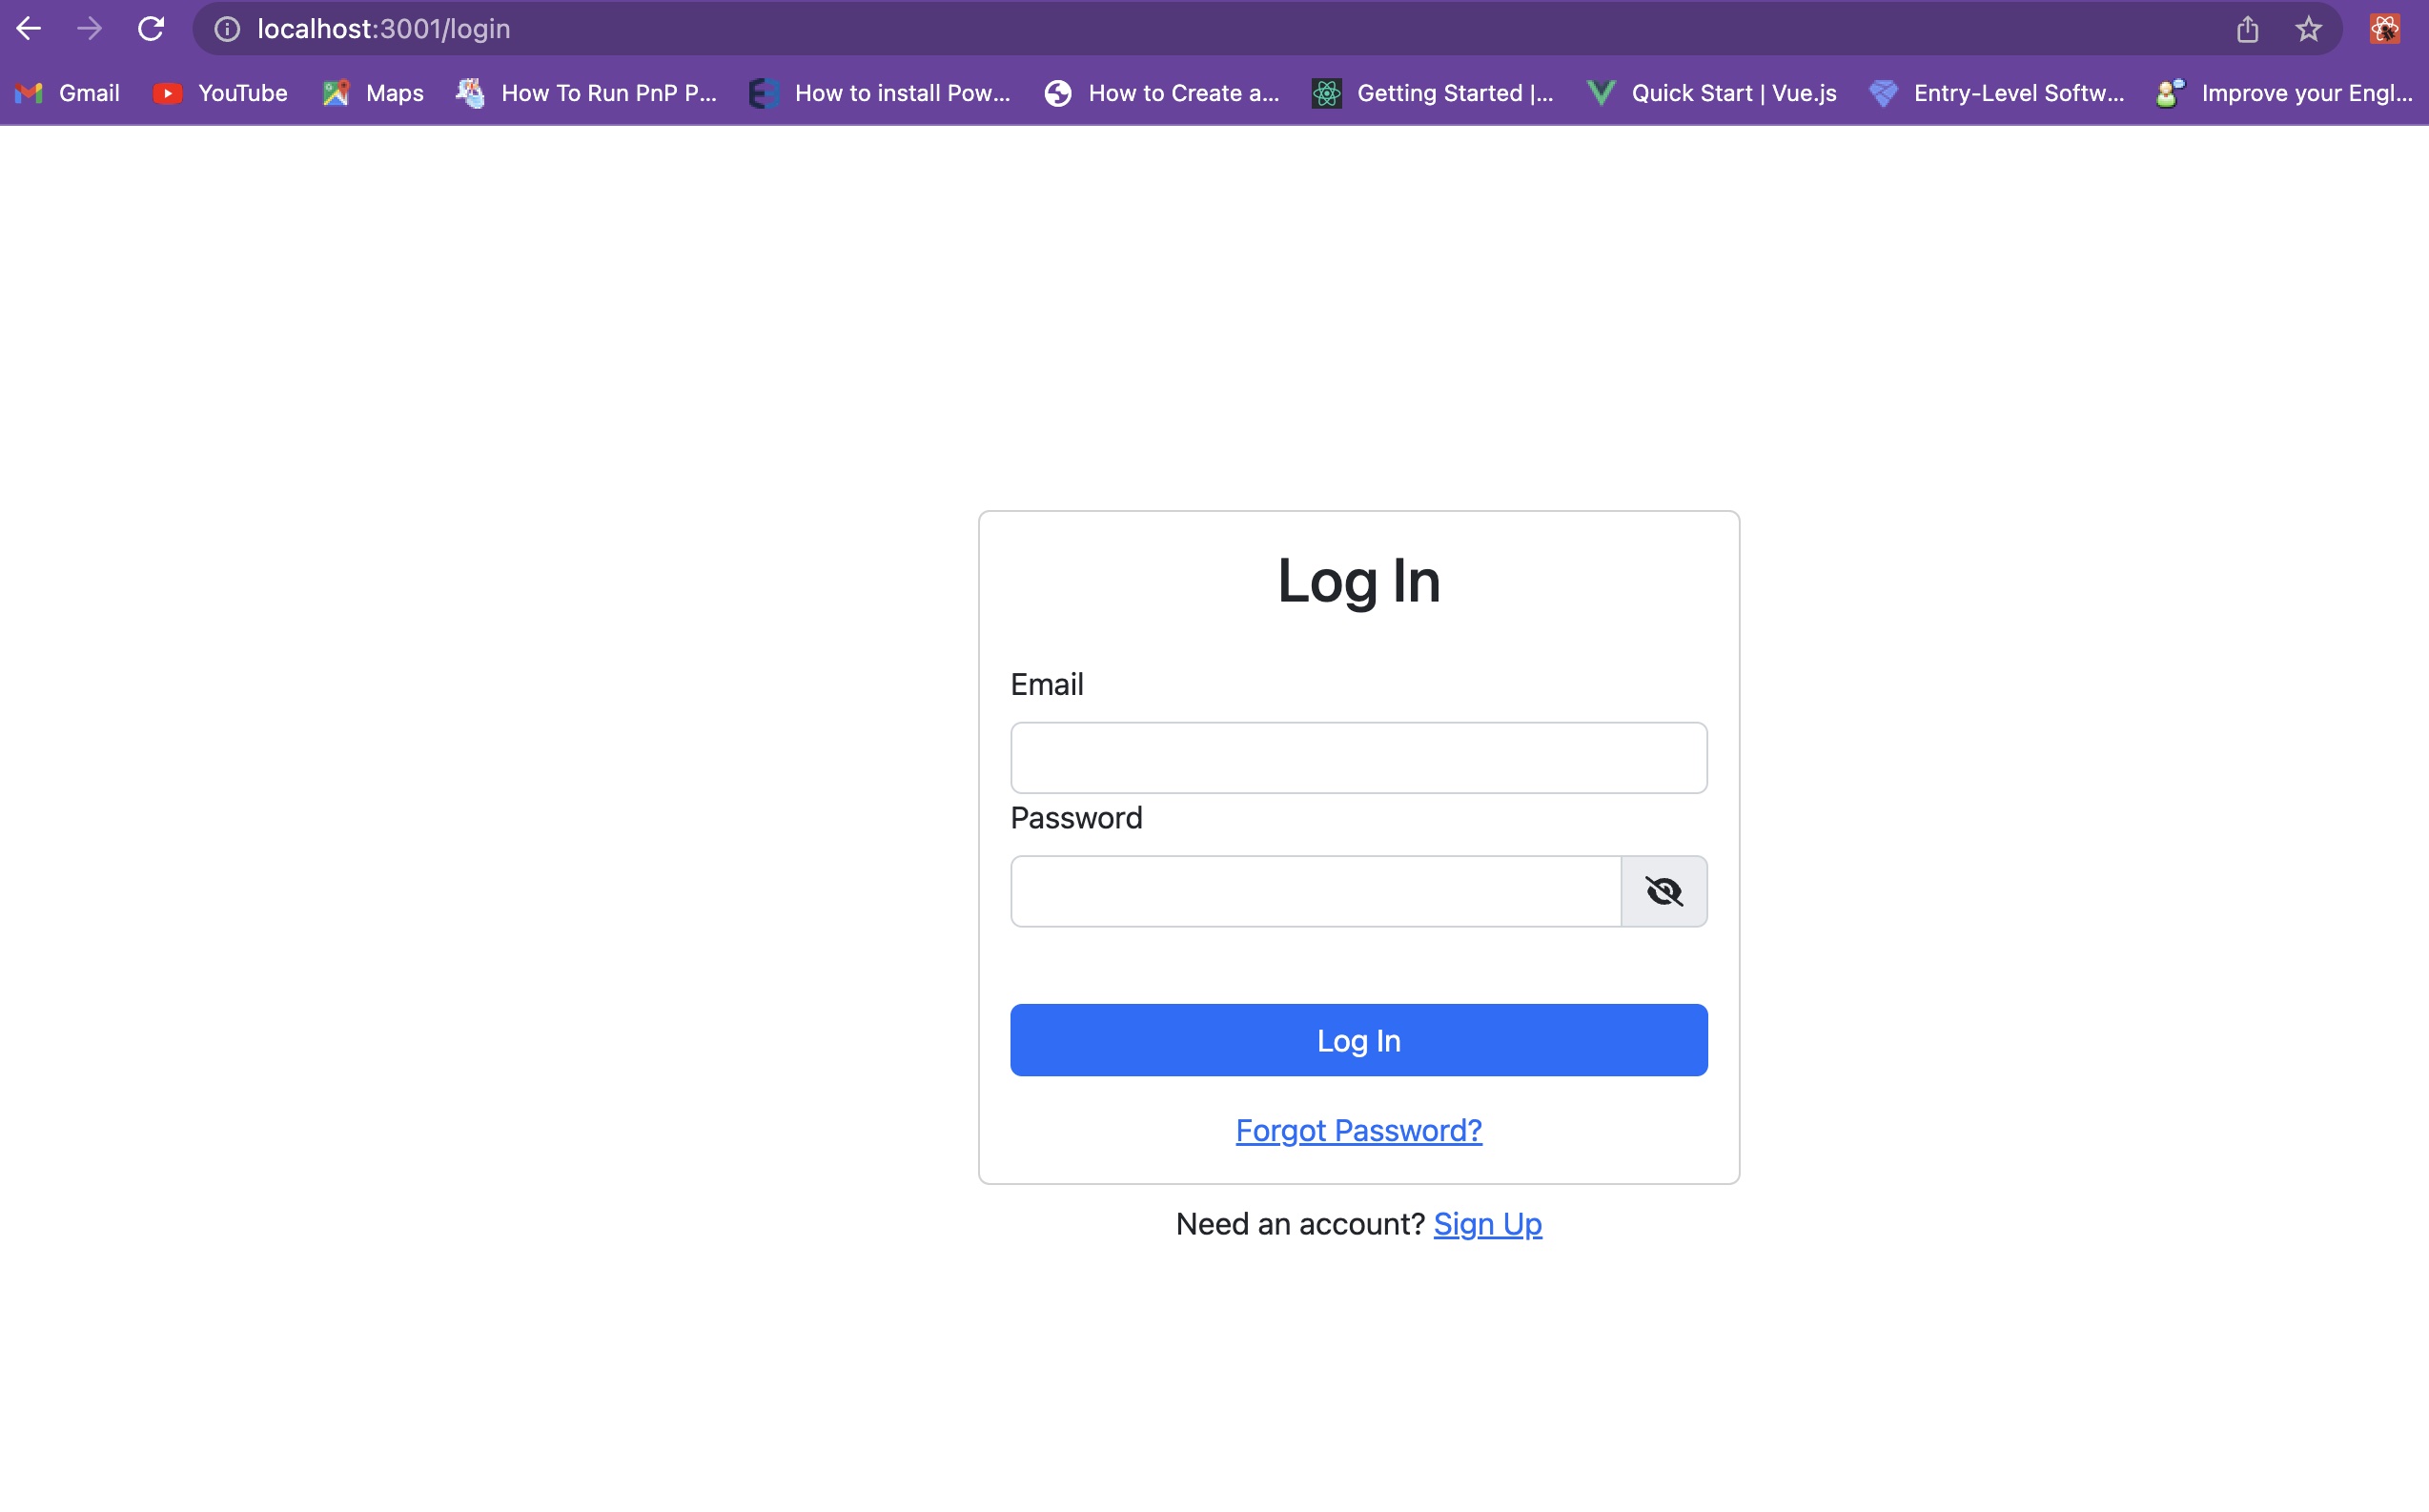 localhost:3001/login
Gmail YouTube Maps How To Run PnP P... How to install Pow... How to Create a... Getting Started |... Quick Start | Vue.js Entry-Level Softw... Improve your Engl...
Log In
Email
Password
Log In
Forgot Password?
Need an account? Sign Up